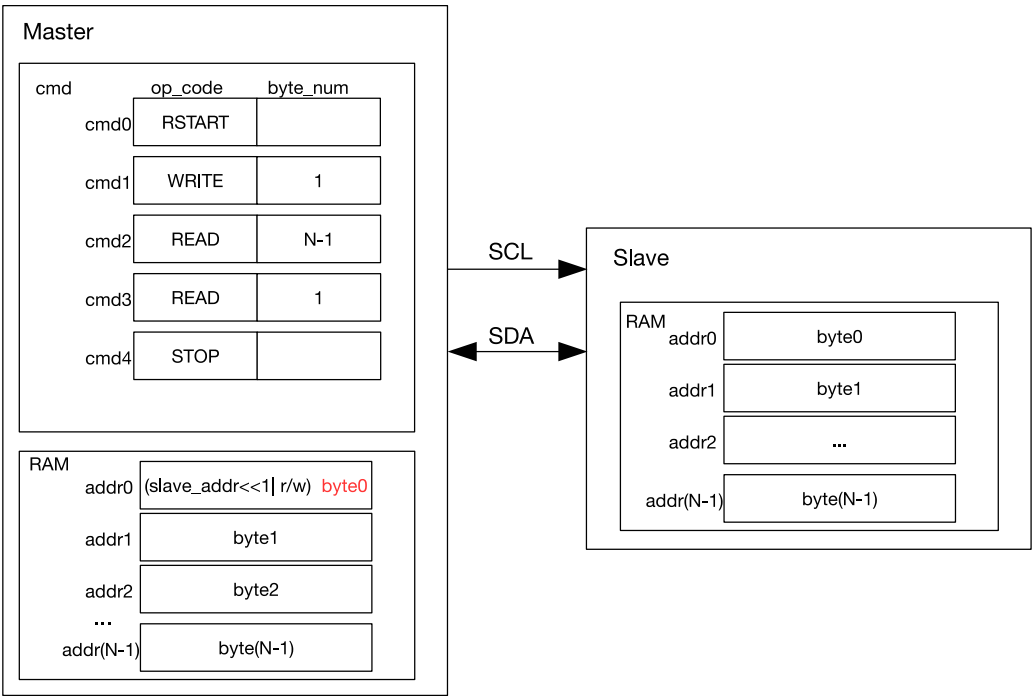 Master
cmd op_code byte_num
cmd0 RSTART
cmd1 WRITE 1
cmd2 READ N-1
cmd3 READ 1
cmd4 STOP
RAM
addr0 (slave_addr<<1| r/w) byte0
addr1 byte1
addr2 byte2
...
addr(N-1) byte(N-1)
SCL
SDA
Slave
RAM
addr0 byte0
addr1 byte1
addr2 ...
addr(N-1) byte(N-1)